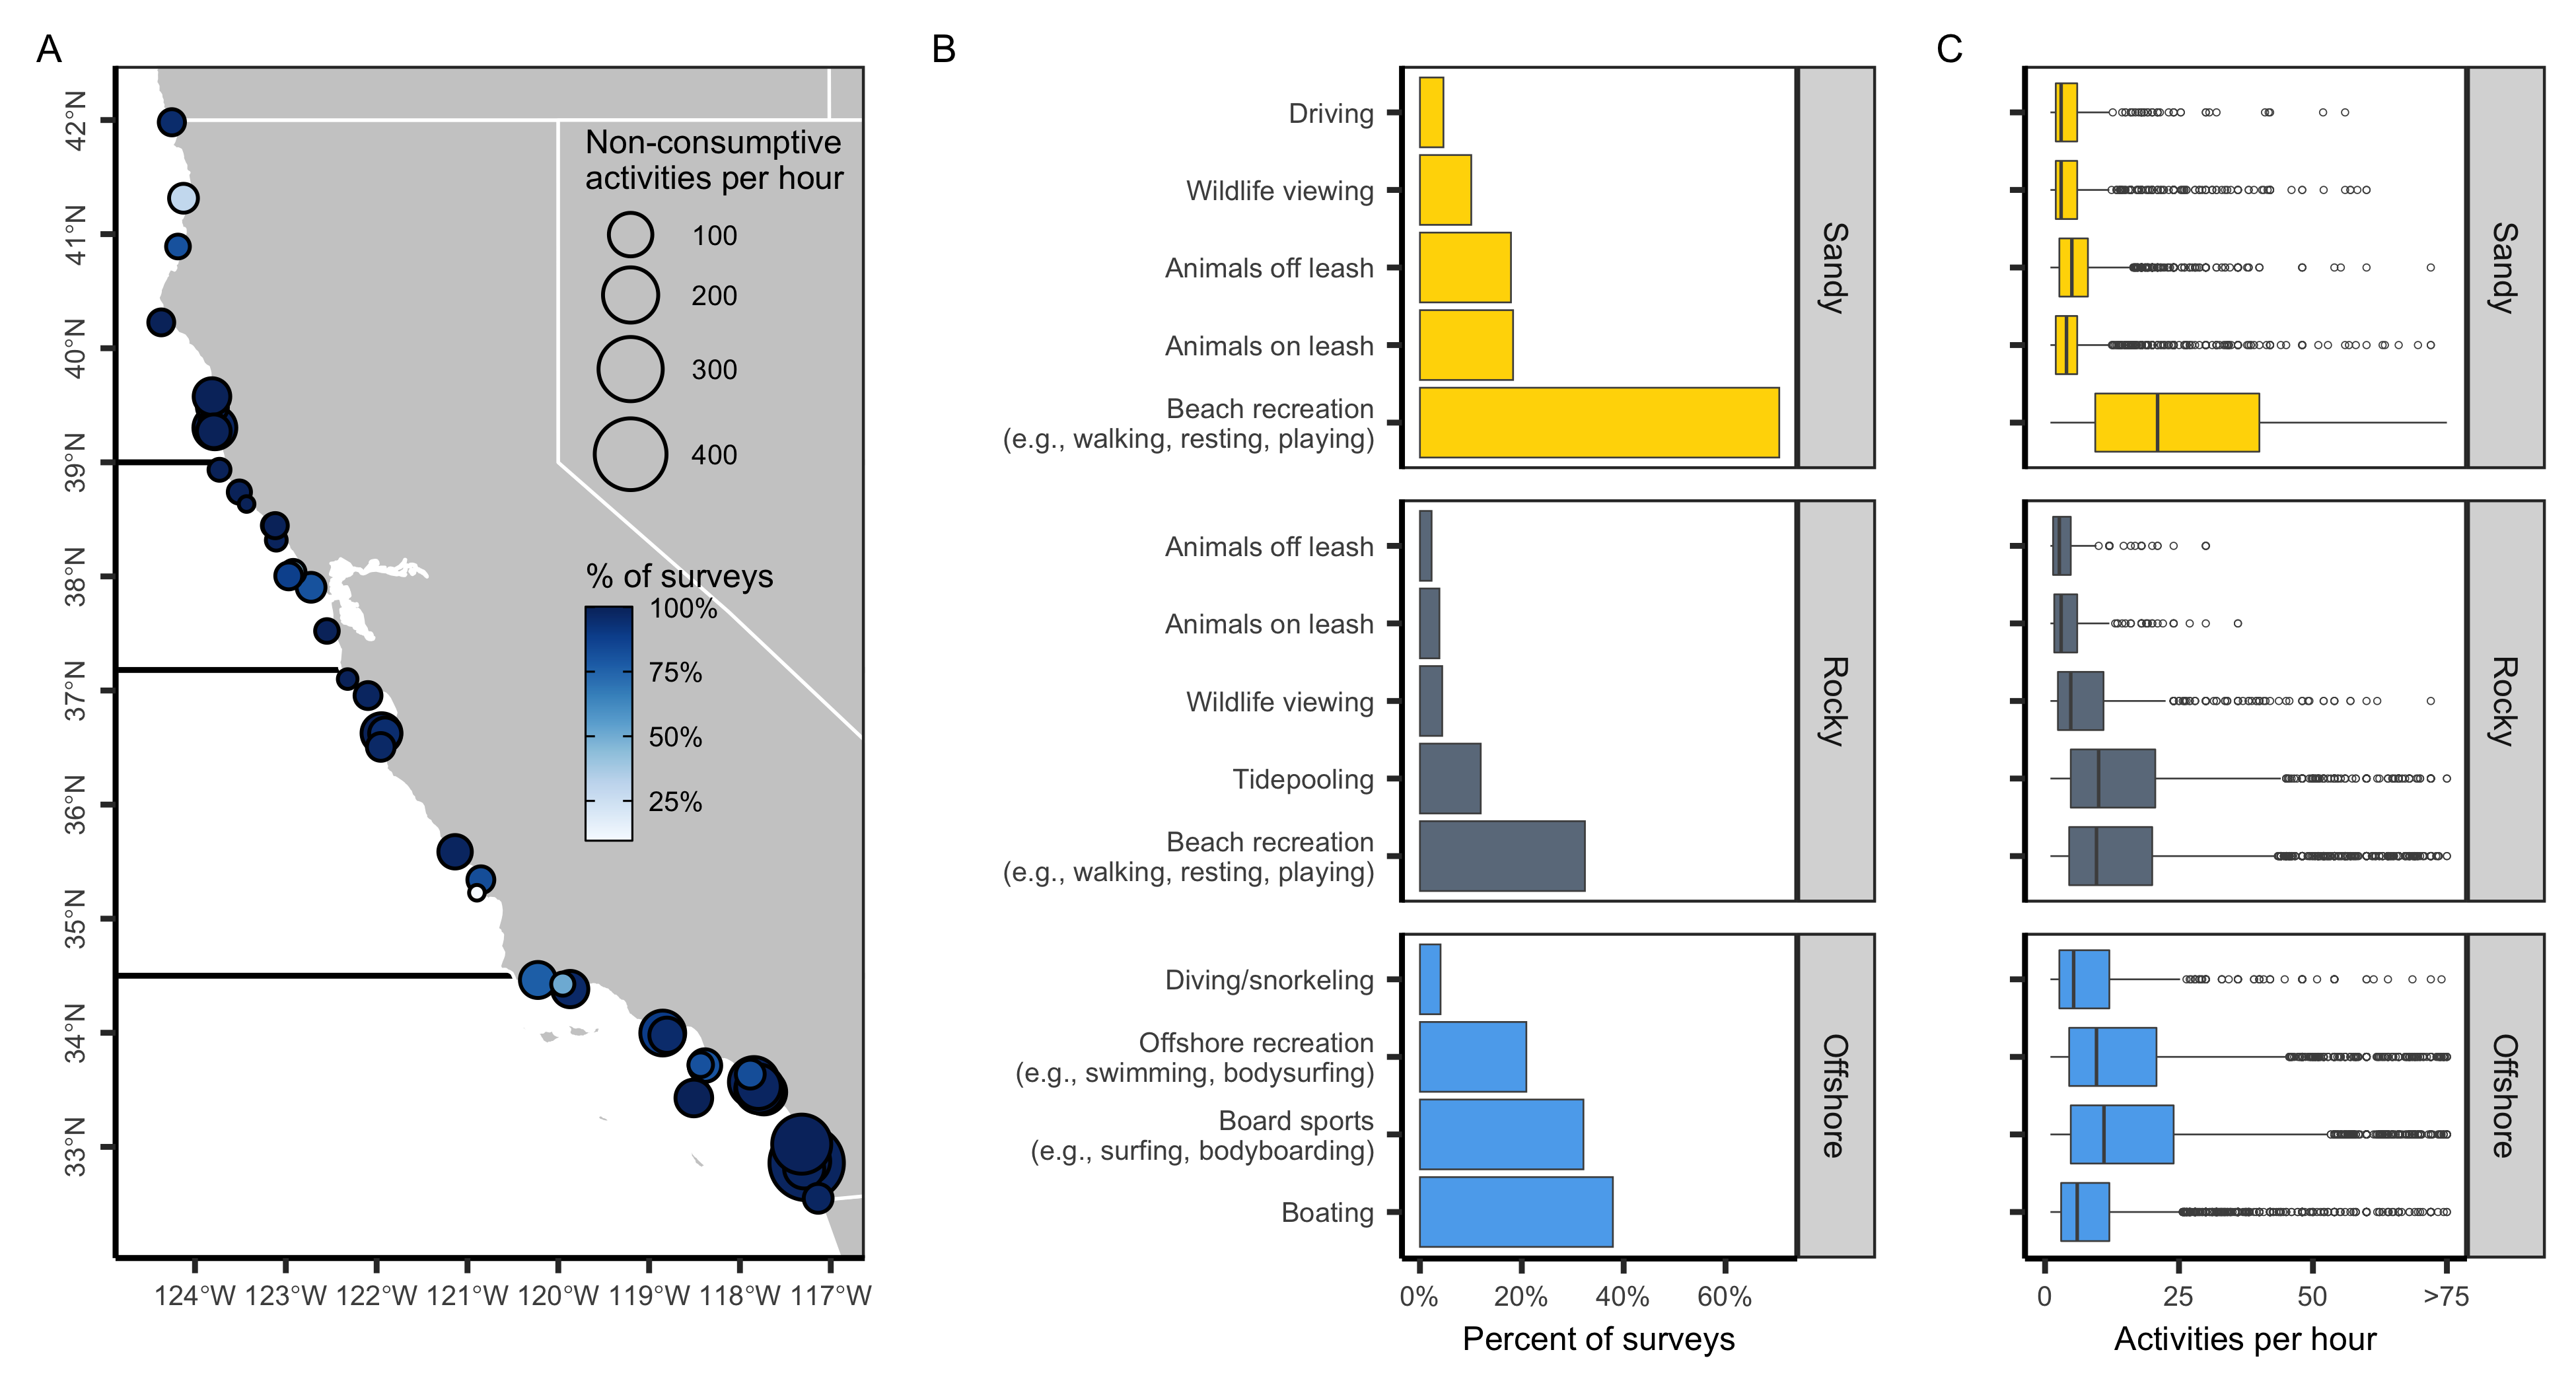 A
42°N
41°N
40°N
39°N
38°N
37°N
36°N
35°N
34°N
33°N
124°W 123°W 122°W 121°W 120°W 119°W 118°W 117°W
Non-consumptive
activities per hour
100
200
300
400
% of surveys
100%
75%
50%
25%
B
Driving
Wildlife viewing
Animals off leash
Animals on leash
Beach recreation
(e.g., walking, resting, playing)
Sandy
Animals off leash
Animals on leash
Wildlife viewing
Tidepooling
Beach recreation
(e.g., walking, resting, playing)
Rocky
Diving/snorkeling
Offshore recreation
(e.g., swimming, bodysurfing)
Board sports
(e.g., surfing, bodyboarding)
Boating
Offshore
0% 20% 40% 60%
Percent of surveys
C
Sandy
Rocky
Offshore
0 25 50 >75
Activities per hour